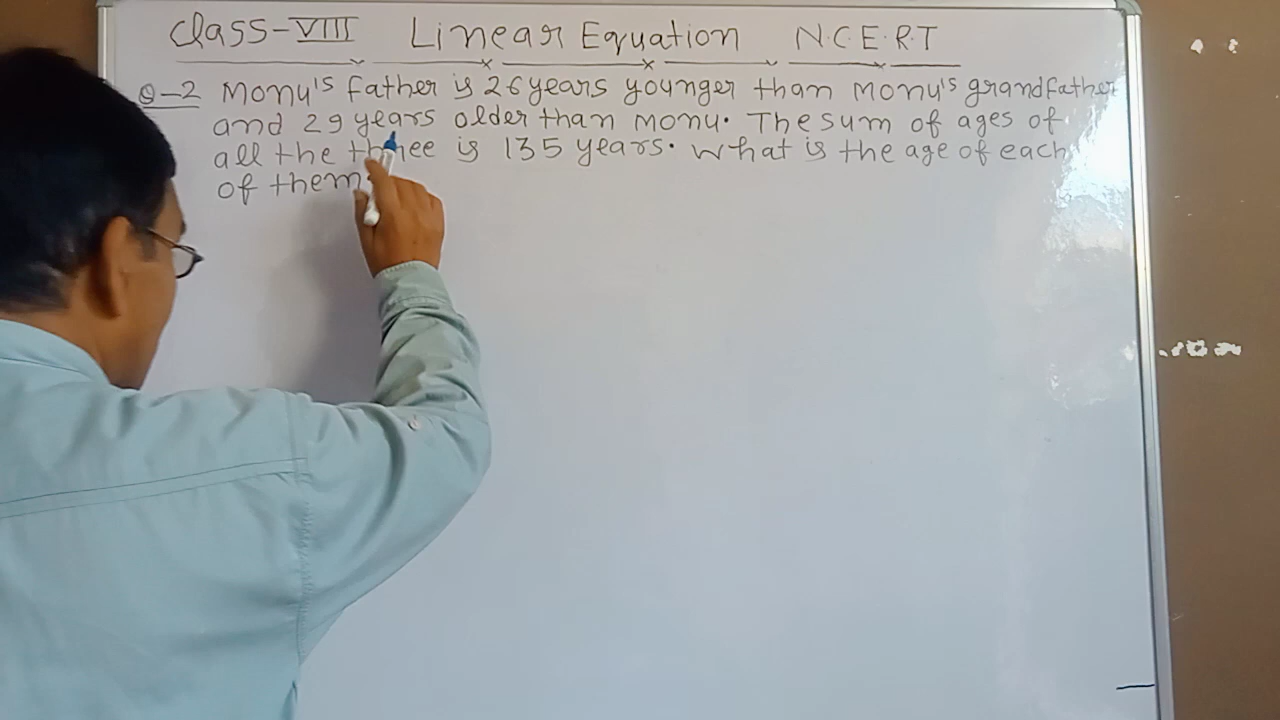 Class-VIII Linear Equation N.C.E.R.T
Q-2 Monu's Father is 26 years younger than Monu's grandfather
and 29 years older than Monu. The sum of ages of
all the three is 135 years. What is the age of each
of them